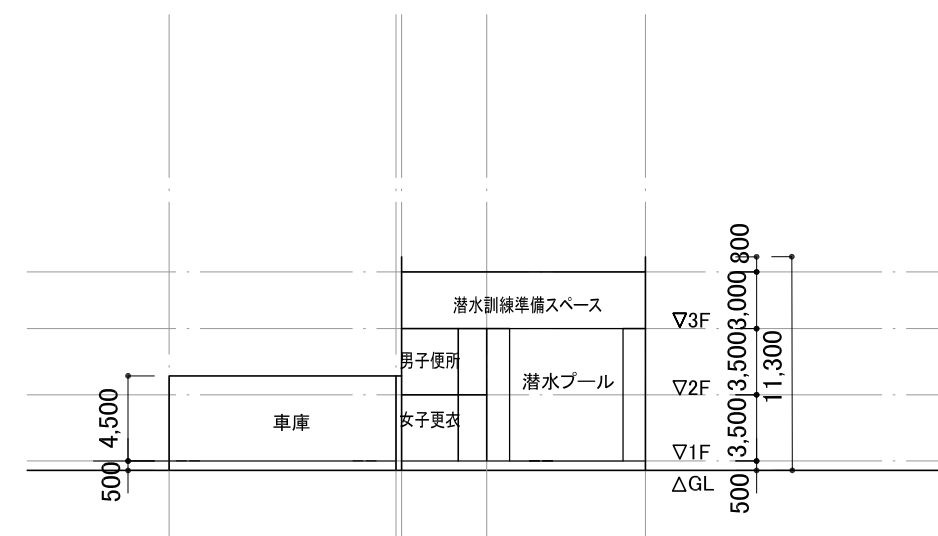 800
潜水訓練準備スペース
3,000
▽3F
男子便所
潜水プール
3,500
11,300
▽2F
4,500
車庫
女子更衣
3,500
▽1F
500
△GL
500